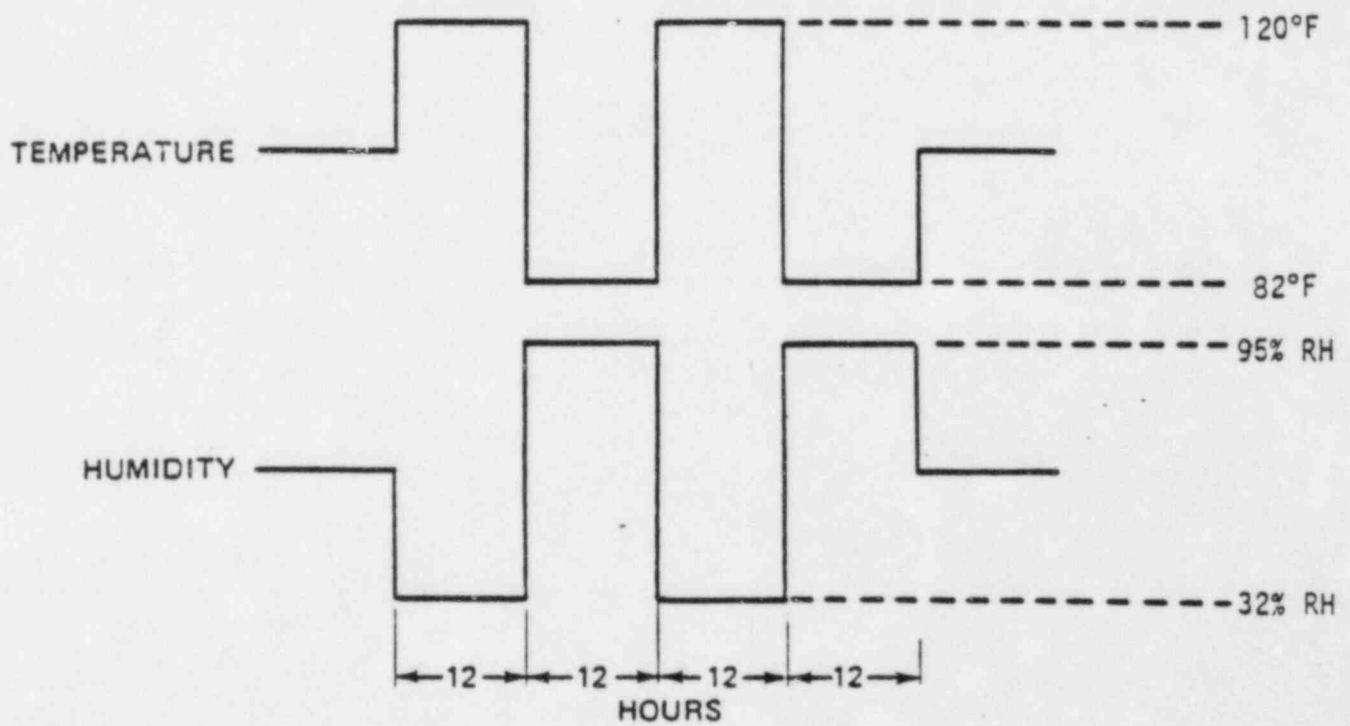 120°F
TEMPERATURE
82°F
95% RH
HUMIDITY
32% RH
12 12 12 12
HOURS